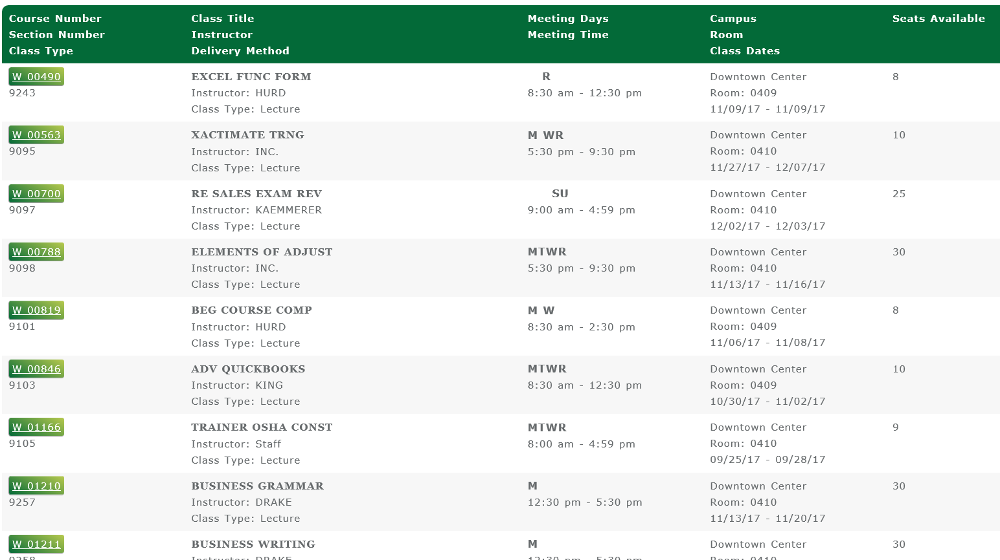 Course Number Class Title Meeting Days Campus Seats Available
Section Number Instructor Meeting Time Room
Class Type Delivery Method Class Dates
W 00490 EXCEL FUNC FORM R Downtown Center 8
9243 Instructor: HURD 8:30 am - 12:30 pm Room: 0409
Class Type: Lecture 11/09/17 - 11/09/17
W 00563 XACTIMATE TRNG M WR Downtown Center 10
9095 Instructor: INC. 5:30 pm - 9:30 pm Room: 0410
Class Type: Lecture 11/27/17 - 12/07/17
W 00700 RE SALES EXAM REV SU Downtown Center 25
9097 Instructor: KAEMMERER 9:00 am - 4:59 pm Room: 0410
Class Type: Lecture 12/02/17 - 12/03/17
W 00788 ELEMENTS OF ADJUST MTWR Downtown Center 30
9098 Instructor: INC. 5:30 pm - 9:30 pm Room: 0410
Class Type: Lecture 11/13/17 - 11/16/17
W 00819 BEG COURSE COMP M W Downtown Center 8
9101 Instructor: HURD 8:30 am - 2:30 pm Room: 0409
Class Type: Lecture 11/06/17 - 11/08/17
W 00846 ADV QUICKBOOKS MTWR Downtown Center 10
9103 Instructor: KING 8:30 am - 12:30 pm Room: 0409
Class Type: Lecture 10/30/17 - 11/02/17
W 01166 TRAINER OSHA CONST MTWR Downtown Center 9
9105 Instructor: Staff 8:00 am - 4:59 pm Room: 0410
Class Type: Lecture 09/25/17 - 09/28/17
W 01210 BUSINESS GRAMMAR M Downtown Center 30
9257 Instructor: DRAKE 12:30 pm - 5:30 pm Room: 0410
Class Type: Lecture 11/13/17 - 11/20/17
W 01211 BUSINESS WRITING M Downtown Center 30
Instructor: DRAKE 12:30 pm - 5:30 pm Room: 0410